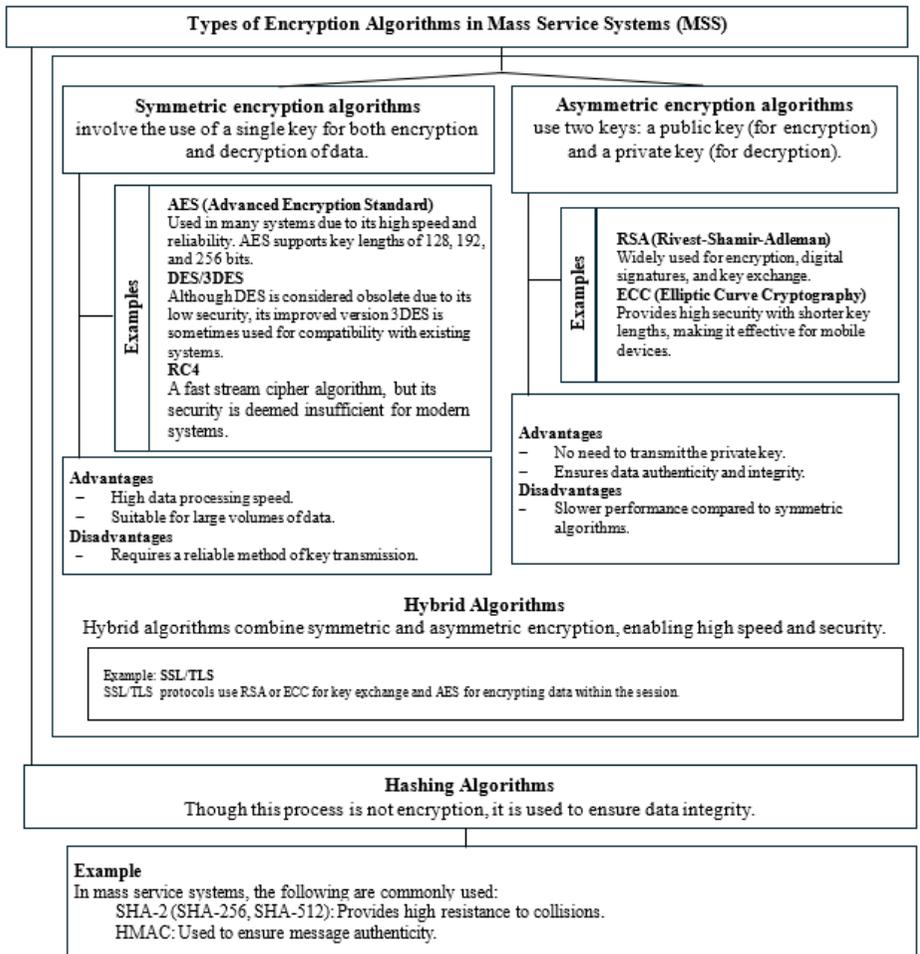 Types of Encryption Algorithms in Mass Service Systems (MSS)
Symmetric encryption algorithms
involve the use of a single key for both encryption
and decryption of data.
Examples
AES (Advanced Encryption Standard)
Used in many systems due to its high speed and
reliability. AES supports key lengths of 128, 192,
and 256 bits.
DES/3DES
Although DES is considered obsolete due to its
low security, its improved version 3DES is
sometimes used for compatibility with existing
systems.
RC4
A fast stream cipher algorithm, but its
security is deemed insufficient for modern
systems.
Advantages
– High data processing speed.
– Suitable for large volumes of data.
Disadvantages
– Requires a reliable method of key transmission.
Asymmetric encryption algorithms
use two keys: a public key (for encryption)
and a private key (for decryption).
Examples
RSA (Rivest-Shamir-Adleman)
Widely used for encryption, digital
signatures, and key exchange.
ECC (Elliptic Curve Cryptography)
Provides high security with shorter key
lengths, making it effective for mobile
devices.
Advantages
– No need to transmit the private key.
– Ensures data authenticity and integrity.
Disadvantages
– Slower performance compared to symmetric
algorithms.
Hybrid Algorithms
Hybrid algorithms combine symmetric and asymmetric encryption, enabling high speed and security.
Example: SSL/TLS
SSL/TLS protocols use RSA or ECC for key exchange and AES for encrypting data within the session.
Hashing Algorithms
Though this process is not encryption, it is used to ensure data integrity.
Example
In mass service systems, the following are commonly used:
SHA-2 (SHA-256, SHA-512): Provides high resistance to collisions.
HMAC: Used to ensure message authenticity.